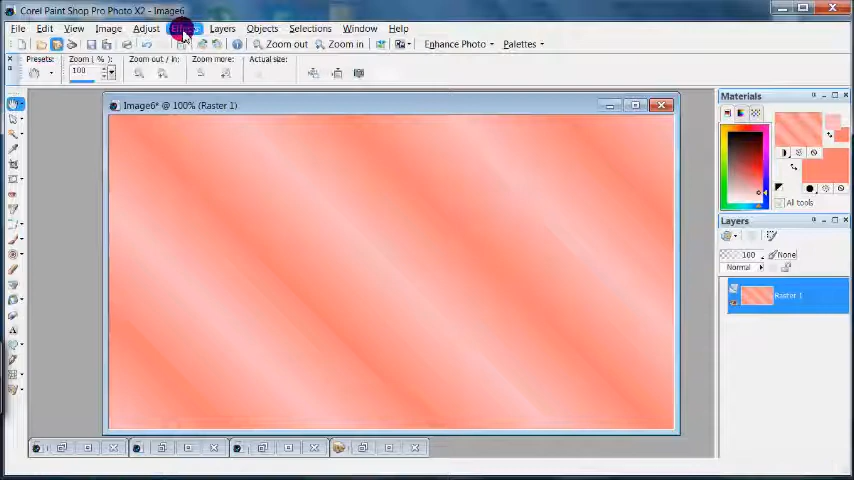 Corel Paint Shop Pro Photo X2 - Image6
File Edit View Image Adjust Effects Layers Objects Selections Window Help
Zoom out Zoom in Enhance Photo Palettes
Presets: Zoom ( % ): Zoom out/in: Zoom more: Actual size:
100
Image6* @ 100% (Raster 1)
Materials
All tools
Layers
100 None
Normal
Raster 1